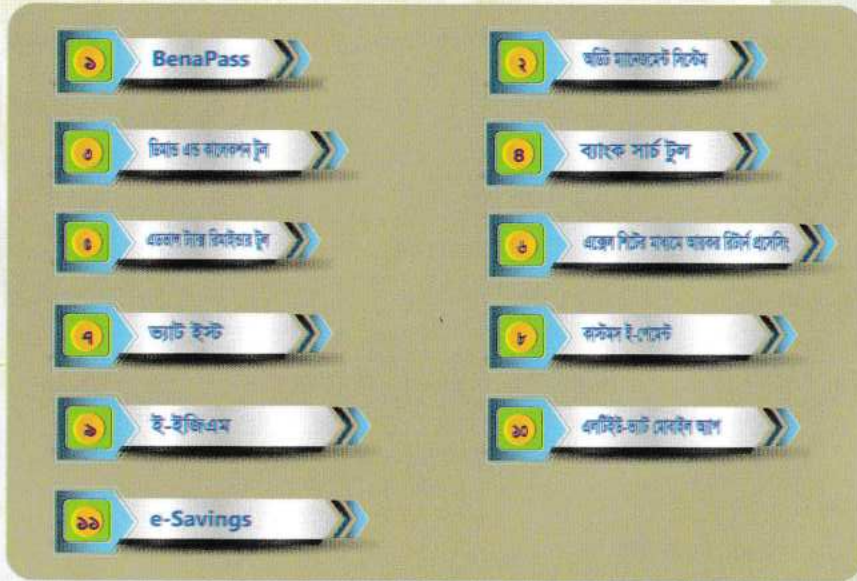 ১ BenaPass
২ অডিট ম্যানেজমেন্ট সিস্টেম
৩ ডিমান্ড এন্ড কালেকশন টুল
৪ ব্যাংক সার্চ টুল
৫ এডভান্স ট্যাক্স রিমাইন্ডার টুল
৬ এক্সেল শিটের মাধ্যমে আয়কর রিটার্ন প্রসেসিং
৭ ভ্যাট ইস্ট
৮ কাস্টমস ই-পেমেন্ট
৯ ই-ইজিএম
১০ এলটিইউ-ভ্যাট মোবাইল অ্যাপ
১১ e-Savings